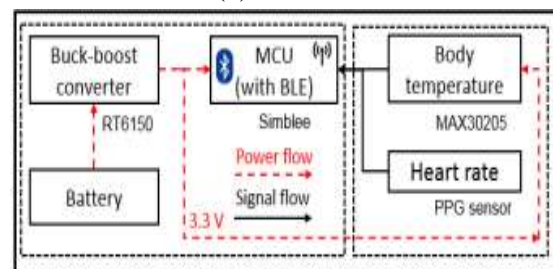 Buck-boost
converter
RT6150
Battery
MCU
(with BLE)
Simblee
Power flow
Signal flow
3.3 V
Body
temperature
MAX30205
Heart rate
PPG sensor